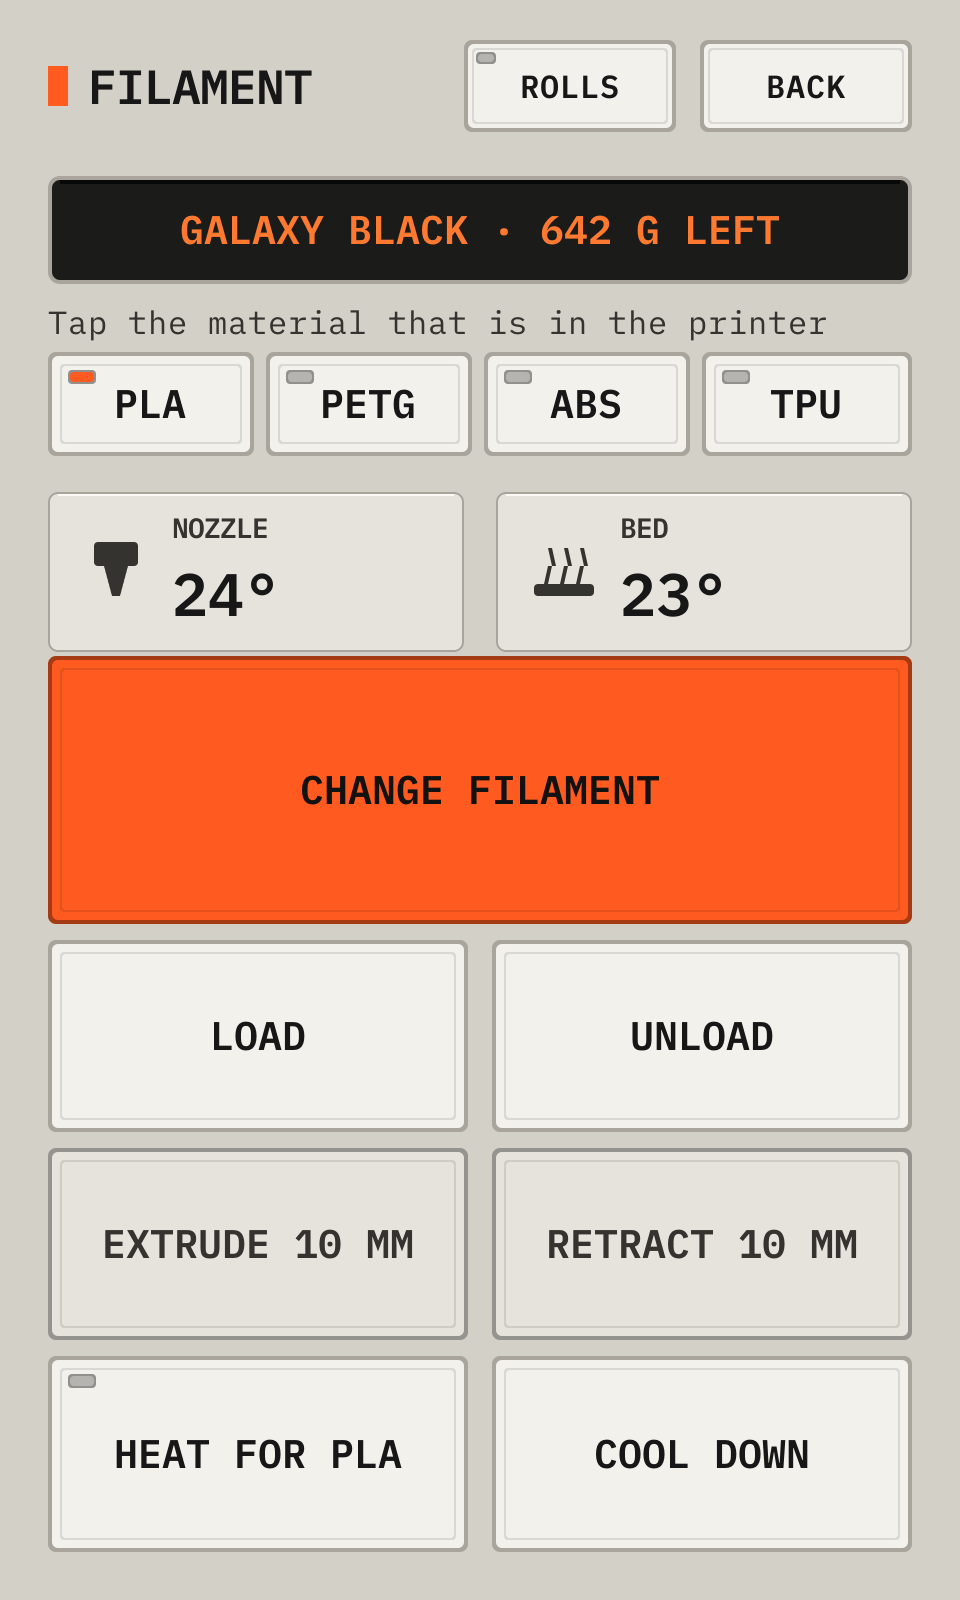 FILAMENT
ROLLS
BACK
GALAXY BLACK · 642 G LEFT
Tap the material that is in the printer
PLA
PETG
ABS
TPU
NOZZLE
24°
BED
23°
CHANGE FILAMENT
LOAD
UNLOAD
EXTRUDE 10 MM
RETRACT 10 MM
HEAT FOR PLA
COOL DOWN